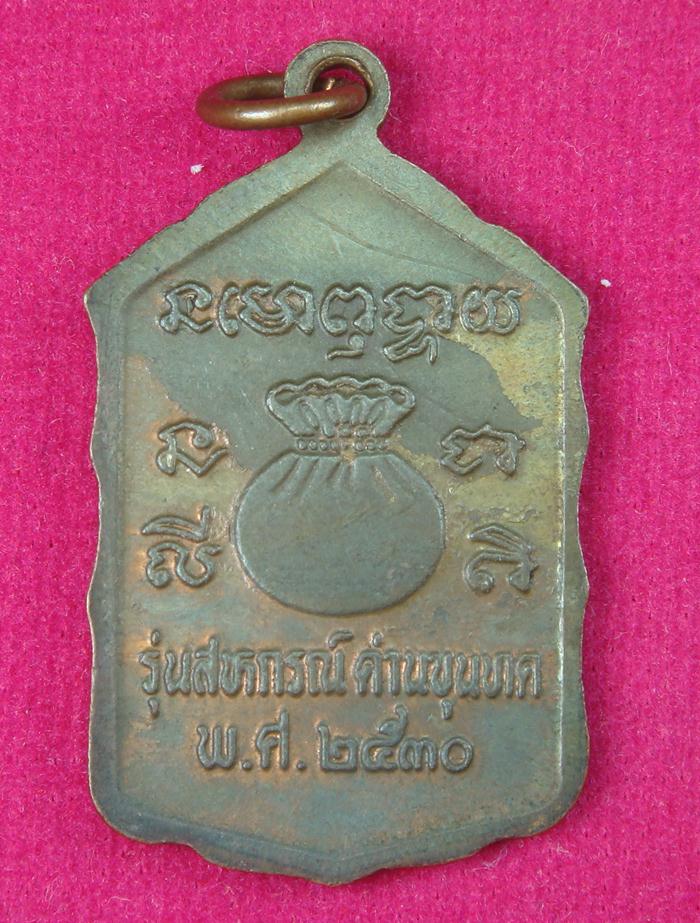 នមោពុទ្ធាយ
รุ่นสหกรณ์ ด่านขุนทด
พ.ศ. ๒๕๓๐